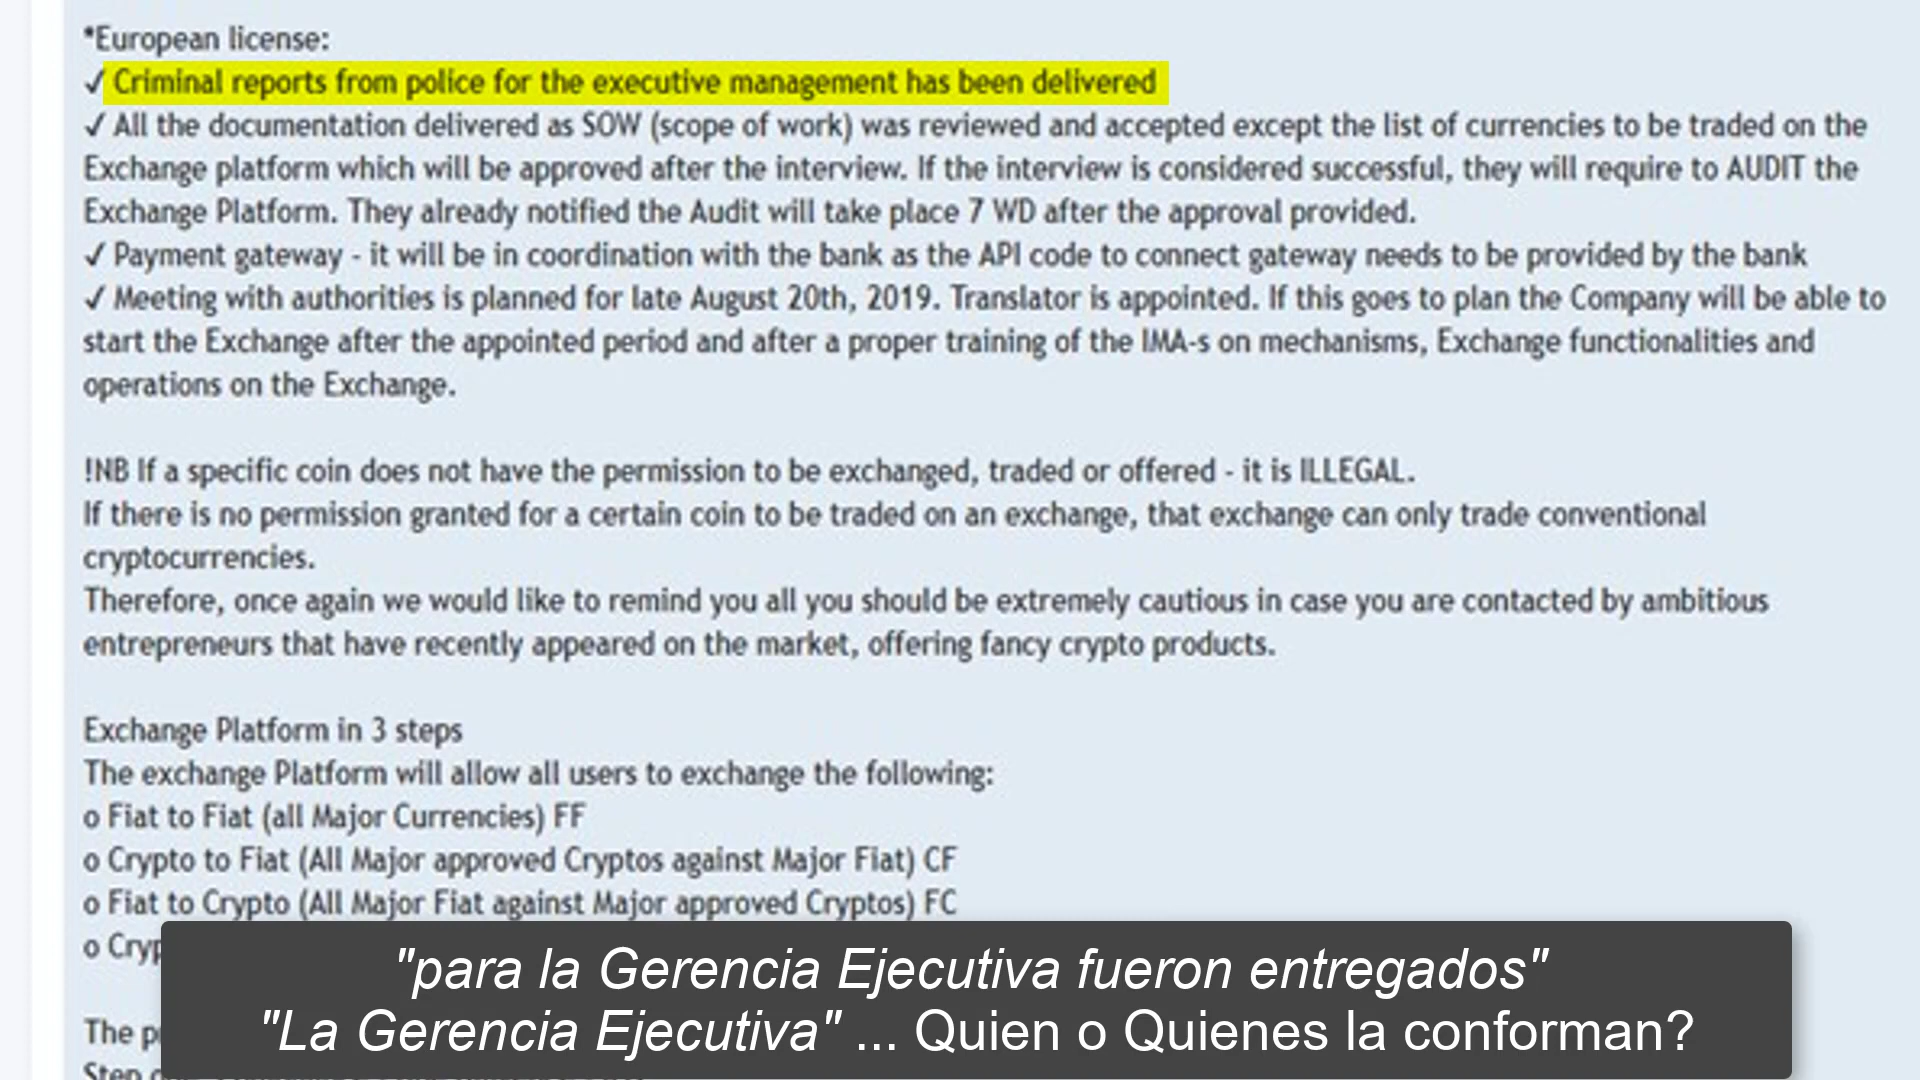 *European license:
✓ Criminal reports from police for the executive management has been delivered
✓ All the documentation delivered as SOW (scope of work) was reviewed and accepted except the list of currencies to be traded on the
Exchange platform which will be approved after the interview. If the interview is considered successful, they will require to AUDIT the
Exchange Platform. They already notified the Audit will take place 7 WD after the approval provided.
✓ Payment gateway - it will be in coordination with the bank as the API code to connect gateway needs to be provided by the bank
✓ Meeting with authorities is planned for late August 20th, 2019. Translator is appointed. If this goes to plan the Company will be able to
start the Exchange after the appointed period and after a proper training of the IMA-s on mechanisms, Exchange functionalities and
operations on the Exchange.
!NB If a specific coin does not have the permission to be exchanged, traded or offered - it is ILLEGAL.
If there is no permission granted for a certain coin to be traded on an exchange, that exchange can only trade conventional
cryptocurrencies.
Therefore, once again we would like to remind you all you should be extremely cautious in case you are contacted by ambitious
entrepreneurs that have recently appeared on the market, offering fancy crypto products.
Exchange Platform in 3 steps
The exchange Platform will allow all users to exchange the following:
o Fiat to Fiat (all Major Currencies) FF
o Crypto to Fiat (All Major approved Cryptos against Major Fiat) CF
o Fiat to Crypto (All Major Fiat against Major approved Cryptos) FC
o
"para la Gerencia Ejecutiva fueron entregados"
"La Gerencia Ejecutiva" ... Quien o Quienes la conforman?
The
Step